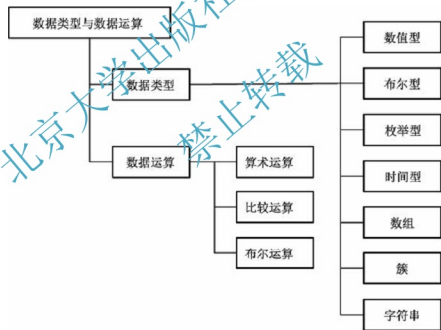 数据类型与数据运算
数值型
数据类型
布尔型
枚举型
数据运算
算术运算
时间型
比较运算
数组
布尔运算
簇
字符串
北京大学出版社
禁止转载